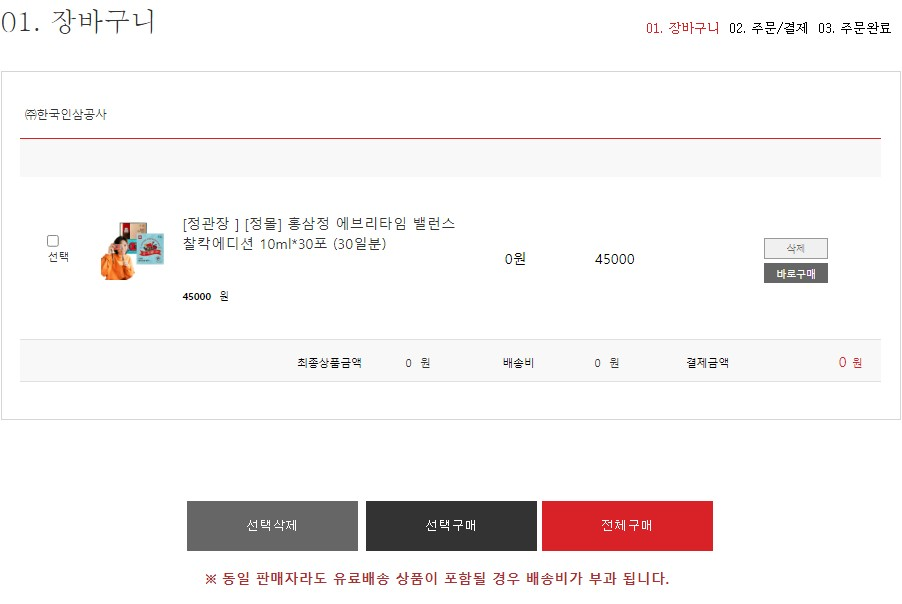 01. 장바구니
01. 장바구니 02. 주문/결제 03. 주문완료
㈜한국인삼공사
선택
[정관장 ] [정몰] 홍삼정 에브리타임 밸런스
찰칵에디션 10ml*30포 (30일분)
45000 원
0원
45000
삭제
바로구매
최종상품금액 0 원 배송비 0 원 결제금액 0 원
선택삭제 선택구매 전체구매
※ 동일 판매자라도 유료배송 상품이 포함될 경우 배송비가 부과 됩니다.